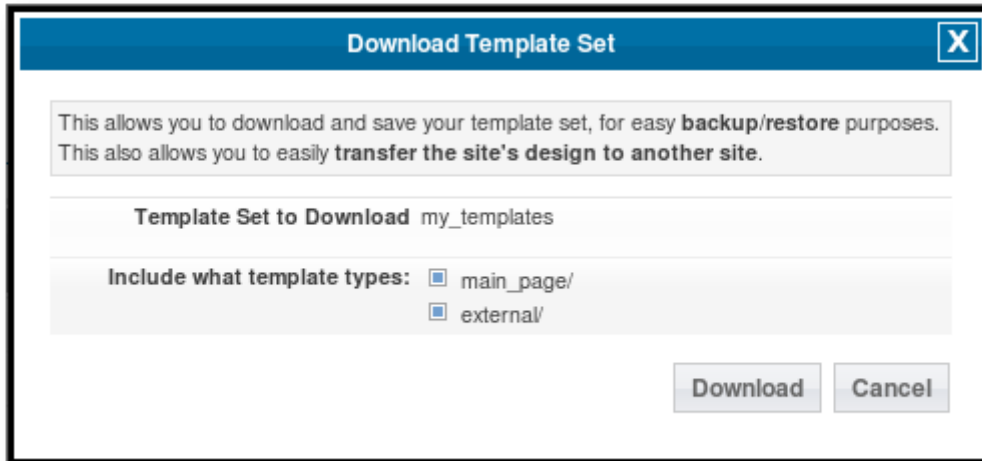 Download Template Set X
This allows you to download and save your template set, for easy backup/restore purposes.
This also allows you to easily transfer the site's design to another site.
Template Set to Download my_templates
Include what template types: main_page/
external/
Download Cancel